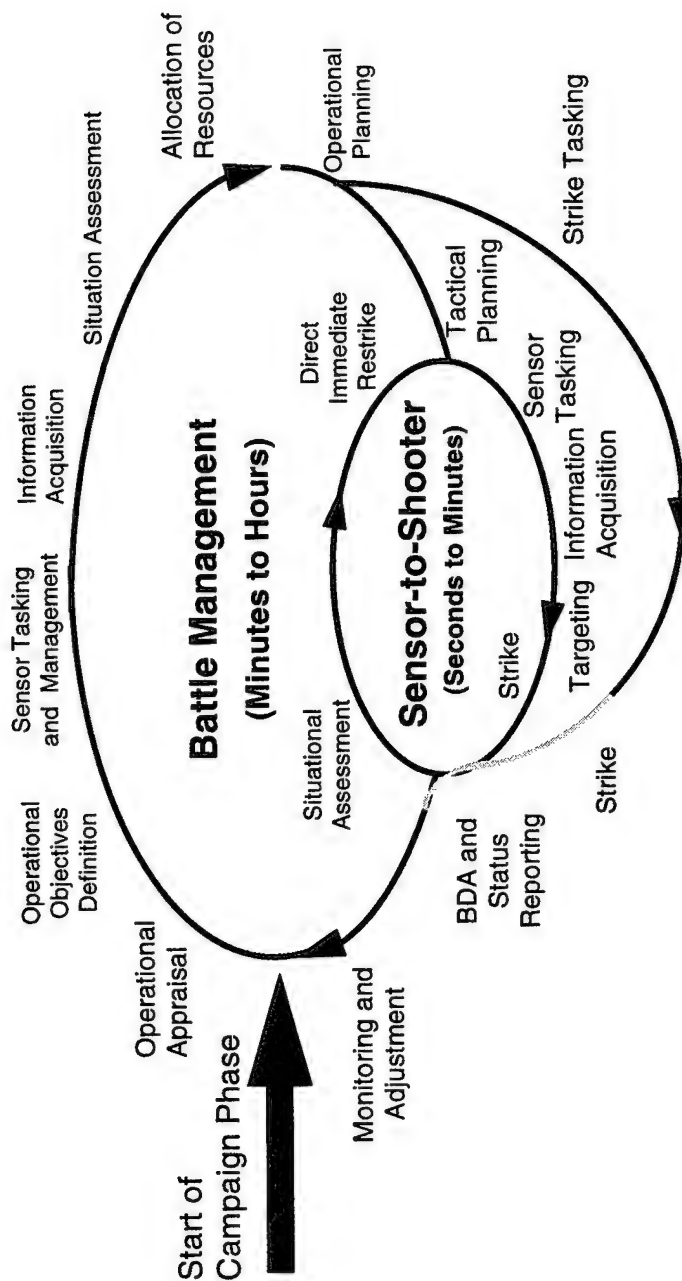 Start of
Campaign Phase
Operational
Appraisal
Operational
Objectives
Definition
Sensor Tasking
and Management
Information
Acquisition
Situation Assessment
Allocation of
Resources
Battle Management
(Minutes to Hours)
Operational
Planning
Direct
Immediate
Restrike
Situational
Assessment
Sensor-to-Shooter
(Seconds to Minutes)
Tactical
Planning
Sensor
Tasking
Information
Acquisition
Targeting
Strike
Strike Tasking
Strike
BDA and
Status
Reporting
Monitoring and
Adjustment